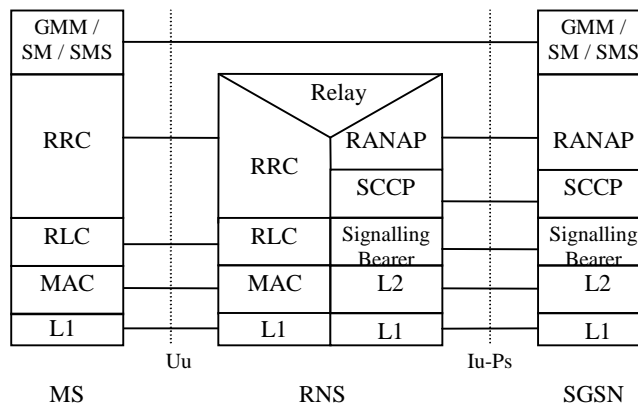 GMM /
SM / SMS
GMM /
SM / SMS
Relay
RRC
RRC
RANAP
RANAP
SCCP
SCCP
RLC
RLC
Signalling
Bearer
Signalling
Bearer
MAC
MAC
L2
L2
L1
L1
L1
L1
Uu
Iu-Ps
MS
RNS
SGSN